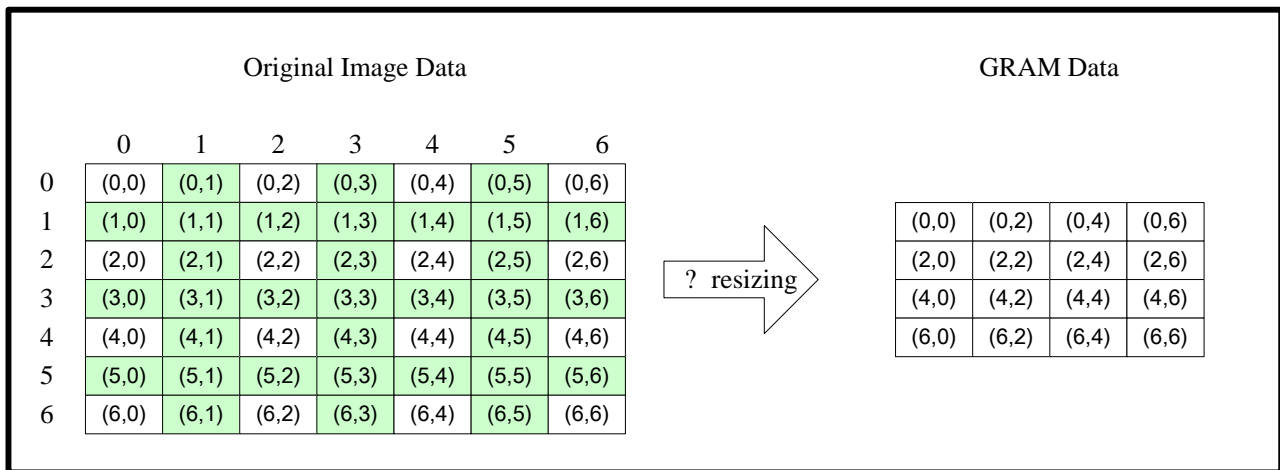 Original Image Data
GRAM Data
0 1 2 3 4 5 6
0 (0,0) (0,1) (0,2) (0,3) (0,4) (0,5) (0,6)
1 (1,0) (1,1) (1,2) (1,3) (1,4) (1,5) (1,6)
2 (2,0) (2,1) (2,2) (2,3) (2,4) (2,5) (2,6)
3 (3,0) (3,1) (3,2) (3,3) (3,4) (3,5) (3,6)
4 (4,0) (4,1) (4,2) (4,3) (4,4) (4,5) (4,6)
5 (5,0) (5,1) (5,2) (5,3) (5,4) (5,5) (5,6)
6 (6,0) (6,1) (6,2) (6,3) (6,4) (6,5) (6,6)
? resizing
(0,0) (0,2) (0,4) (0,6)
(2,0) (2,2) (2,4) (2,6)
(4,0) (4,2) (4,4) (4,6)
(6,0) (6,2) (6,4) (6,6)